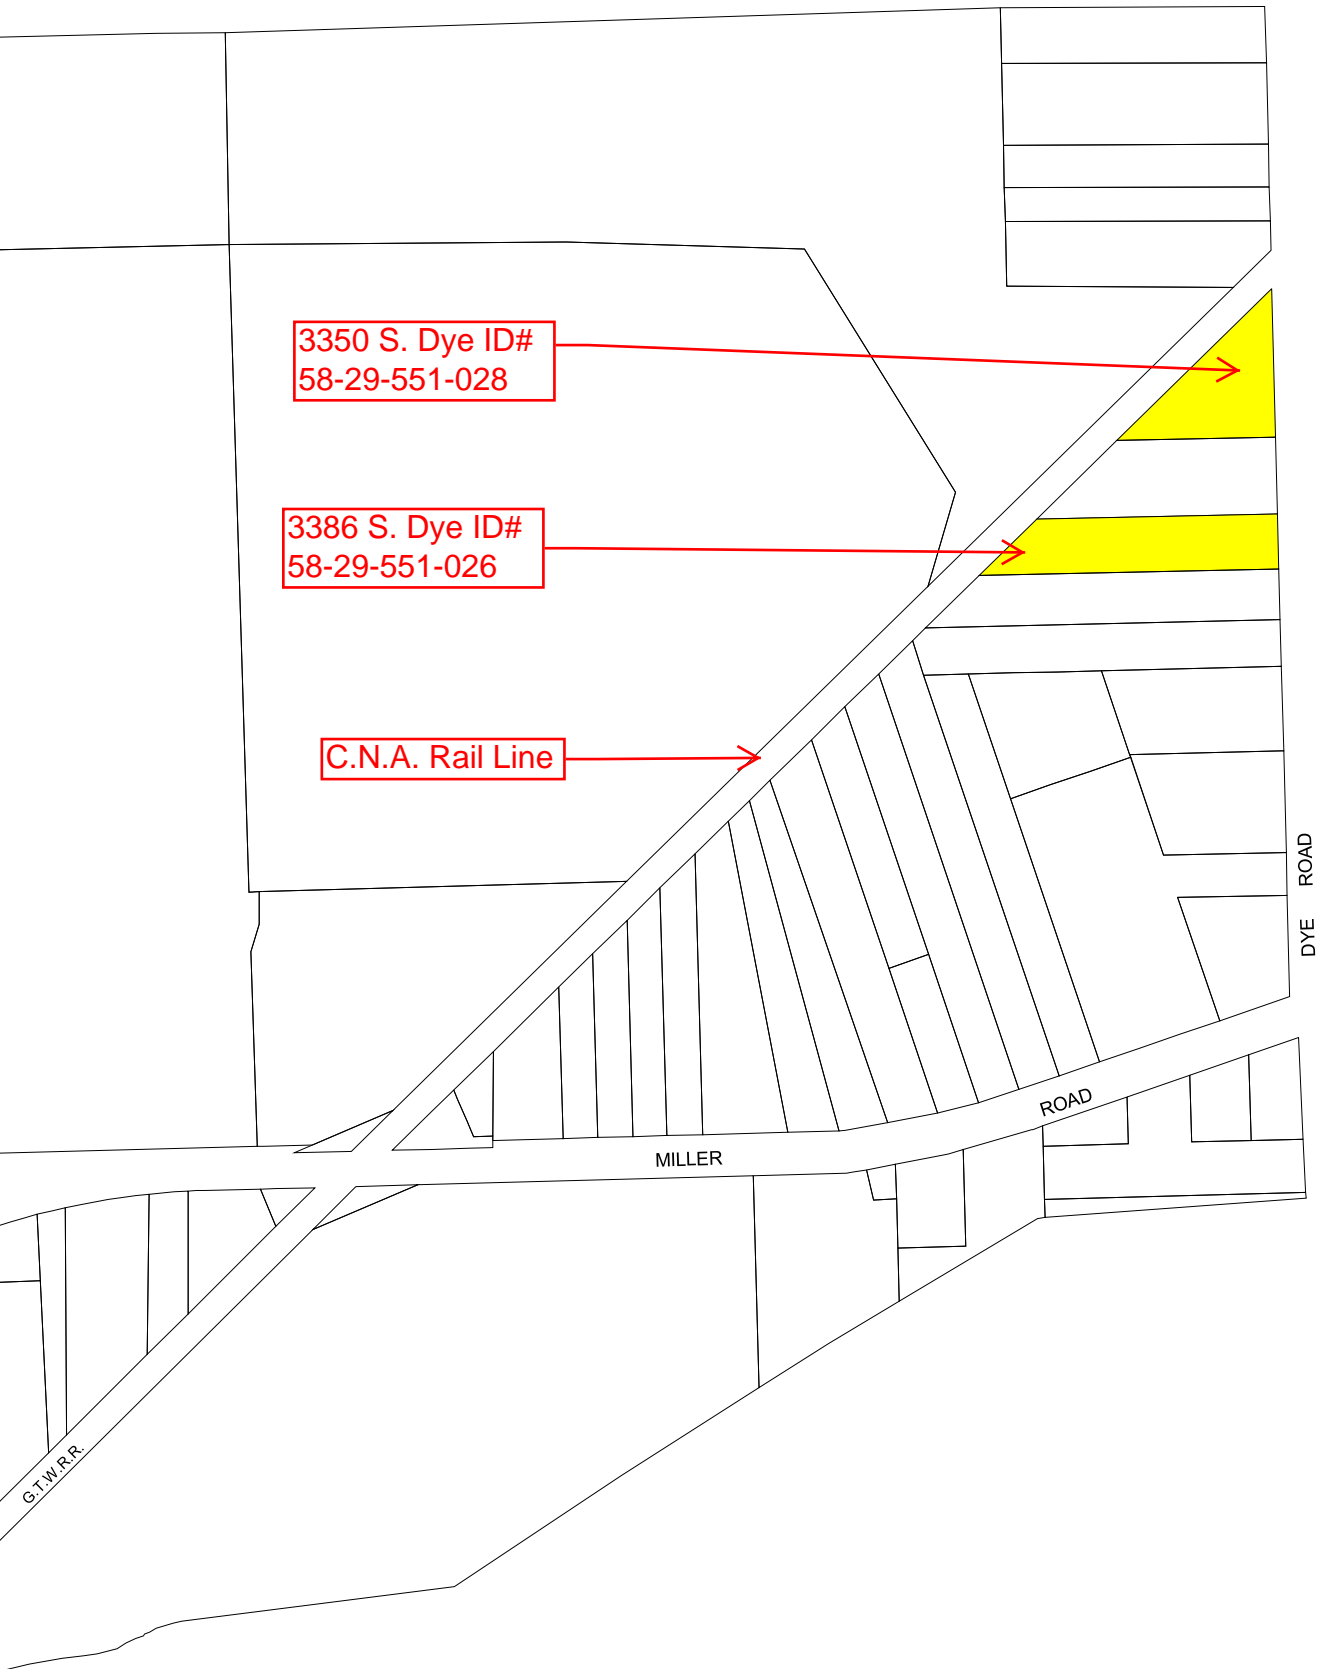 3350 S. Dye ID#
58-29-551-028
3386 S. Dye ID#
58-29-551-026
C.N.A. Rail Line
DYE ROAD
MILLER ROAD
G.T.W.R.R.